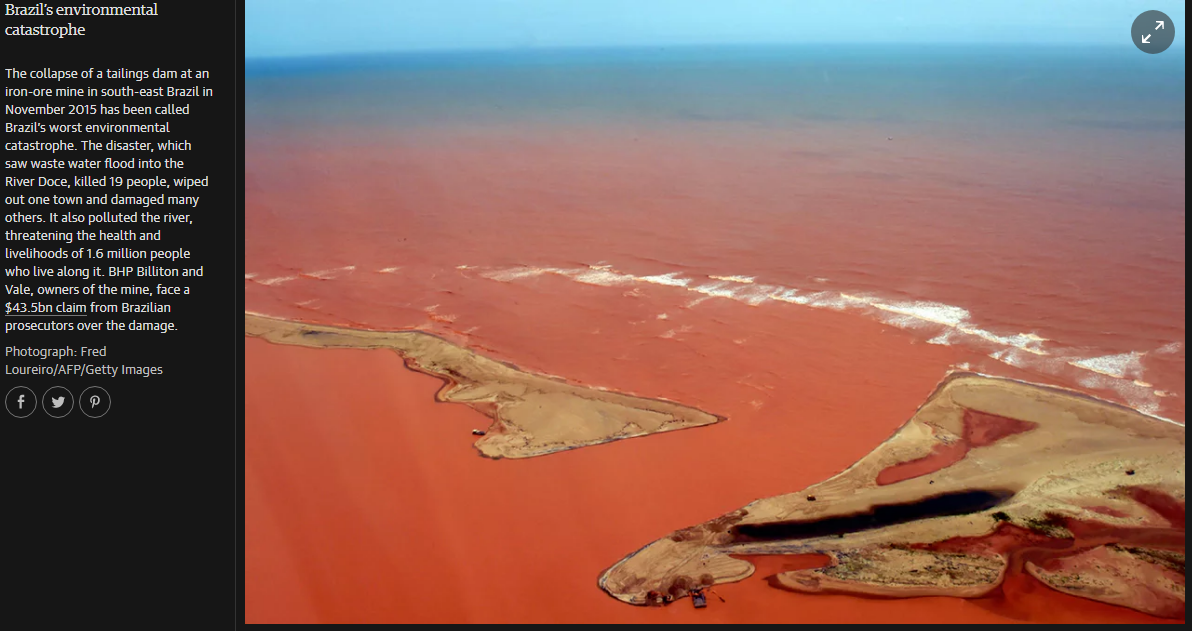 Brazil's environmental
catastrophe
The collapse of a tailings dam at an
iron-ore mine in south-east Brazil in
November 2015 has been called
Brazil's worst environmental
catastrophe. The disaster, which
saw waste water flood into the
River Doce, killed 19 people, wiped
out one town and damaged many
others. It also polluted the river,
threatening the health and
livelihoods of 1.6 million people
who live along it. BHP Billiton and
Vale, owners of the mine, face a
$43.5bn claim from Brazilian
prosecutors over the damage.
Photograph: Fred
Loureiro/AFP/Getty Images